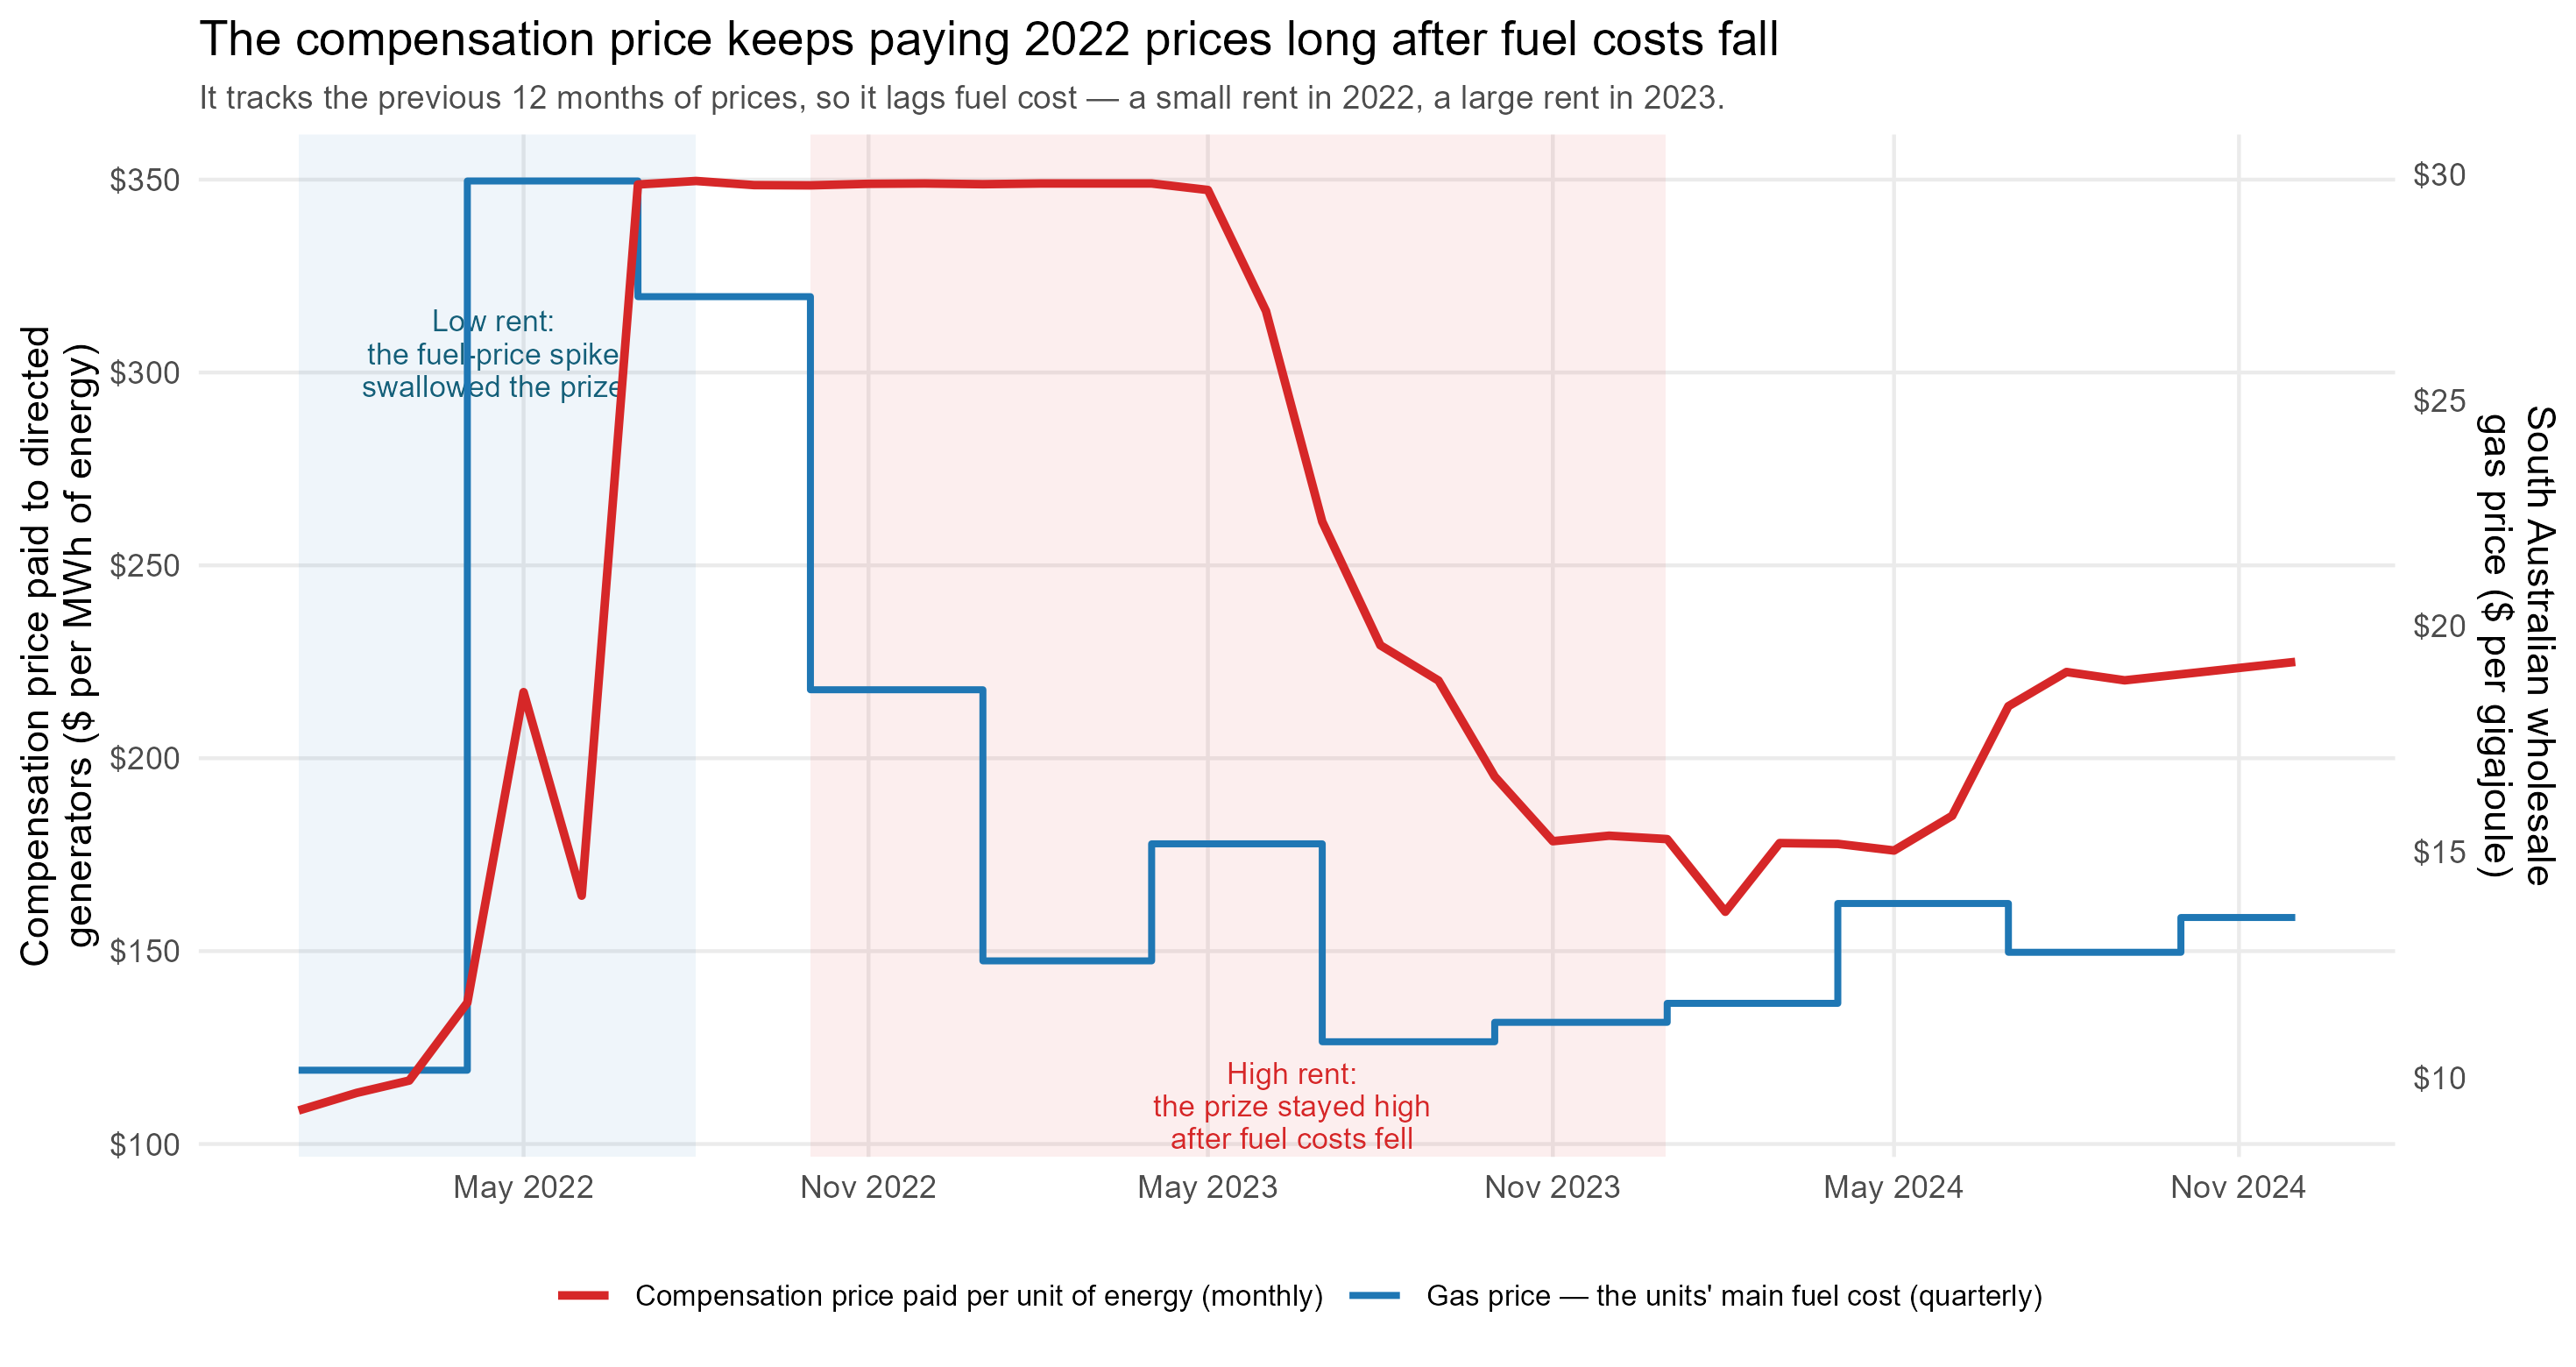 The compensation price keeps paying 2022 prices long after fuel costs fall
It tracks the previous 12 months of prices, so it lags fuel cost — a small rent in 2022, a large rent in 2023.
Compensation price paid to directed
generators ($ per MWh of energy)
$350
$300
$250
$200
$150
$100
Low rent:
the fuel-price spike
swallowed the prize
High rent:
the prize stayed high
after fuel costs fell
$30
$25
$20
$15
$10
South Australian wholesale
gas price ($ per gigajoule)
May 2022
Nov 2022
May 2023
Nov 2023
May 2024
Nov 2024
Compensation price paid per unit of energy (monthly)
Gas price — the units' main fuel cost (quarterly)